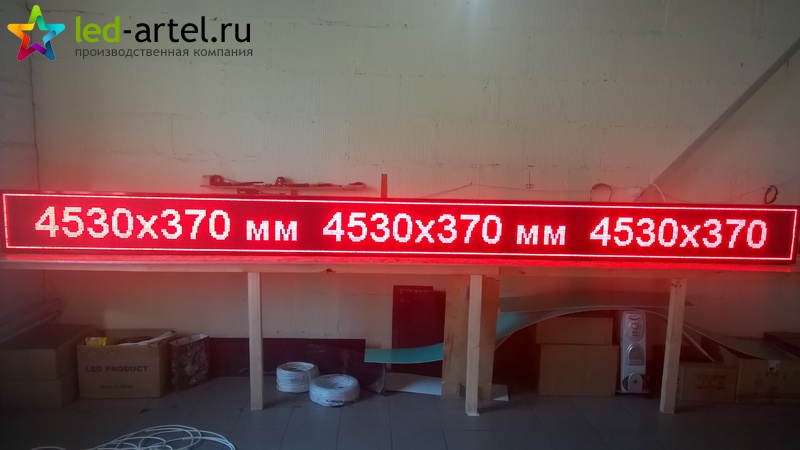 led-artel.ru
производственная компания
4530x370 мм 4530x370 мм 4530x370
LED PRODUCT